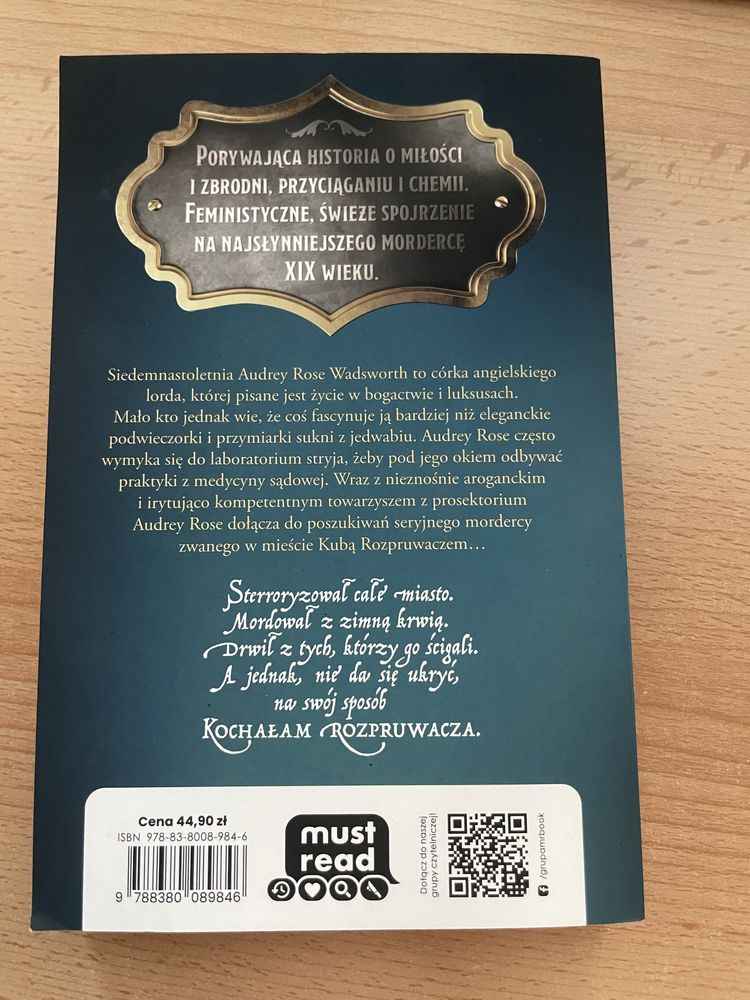 PORYWAJĄCA HISTORIA O MIŁOŚCI
I ZBRODNI, PRZYCIĄGANIU I CHEMII.
FEMINISTYCZNE, ŚWIEŻE SPOJRZENIE
NA NAJSŁYNNIEJSZEGO MORDERCĘ
XIX WIEKU.
Siedemnastoletnia Audrey Rose Wadsworth to córka angielskiego
lorda, której pisane jest życie w bogactwie i luksusach.
Mało kto jednak wie, że coś fascynuje ją bardziej niż eleganckie
podwieczorki i przymiarki sukni z jedwabiu. Audrey Rose często
wymyka się do laboratorium stryja, żeby pod jego okiem odbywać
praktyki z medycyny sądowej. Wraz z nieznośnie aroganckim
i irytująco kompetentnym towarzyszem z prosektorium
Audrey Rose dołącza do poszukiwań seryjnego mordercy
zwanego w mieście Kubą Rozpruwaczem...
Sterroryzował całe miasto.
Mordował z zimną krwią.
Drwił z tych, którzy go ścigali.
A jednak, nie da się ukryć,
na swój sposób
KOCHAŁAM ROZPRUWACZA.
Cena 44,90 zł
ISBN 978-83-8008-984-6
9 788380 089846
must
read
Dołącz do naszej
grupy czytelniczej!
/grupamrbook